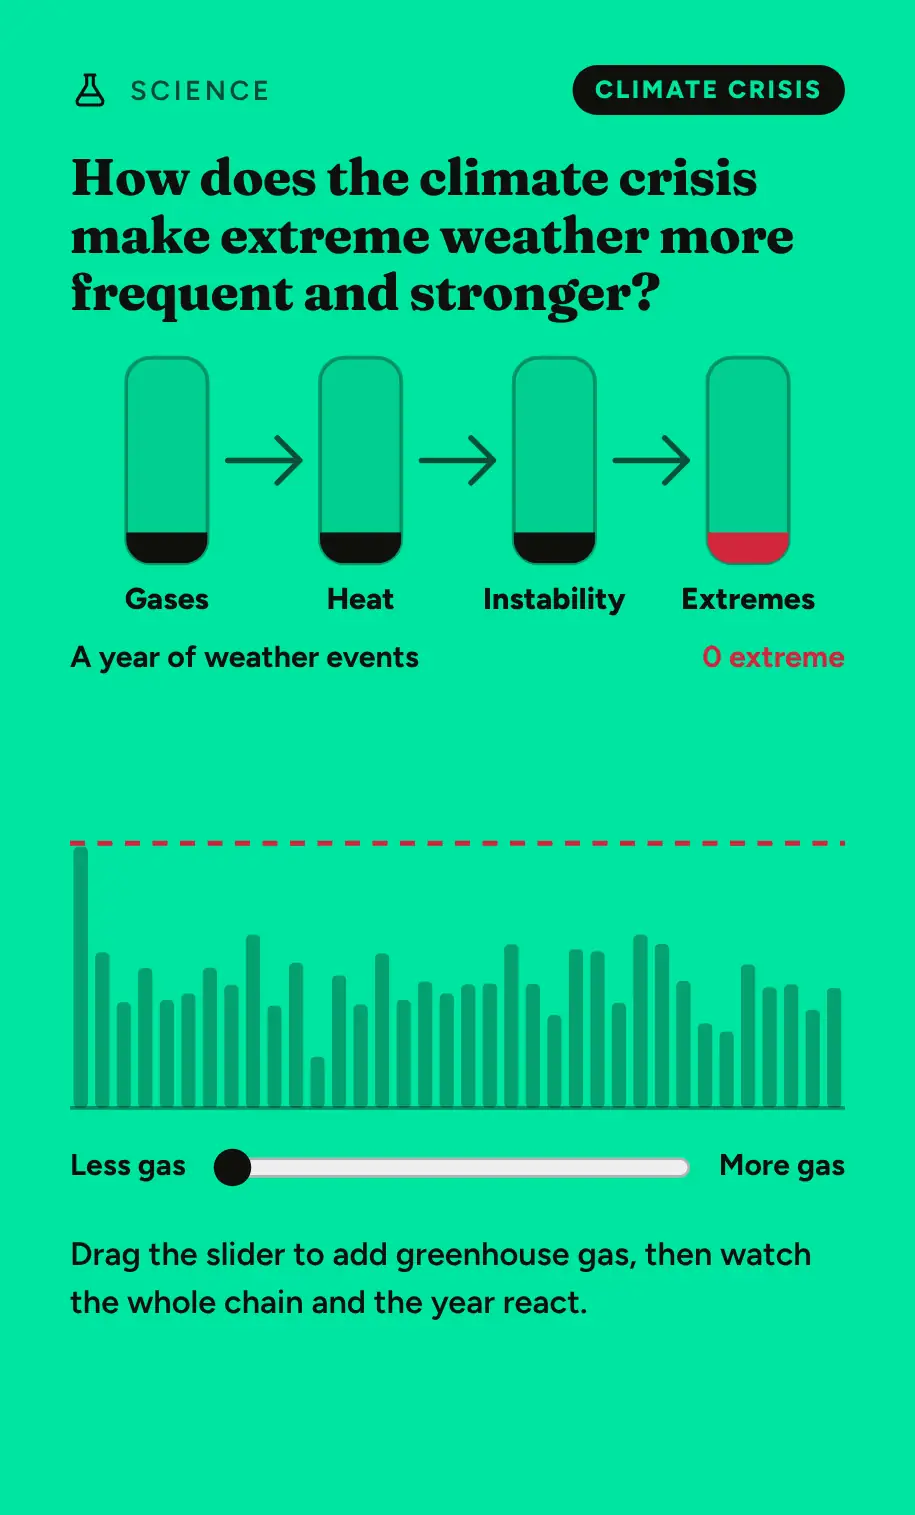 SCIENCE
CLIMATE CRISIS
How does the climate crisis
make extreme weather more
frequent and stronger?
Gases
Heat
Instability
Extremes
A year of weather events
0 extreme
Less gas
More gas
Drag the slider to add greenhouse gas, then watch
the whole chain and the year react.